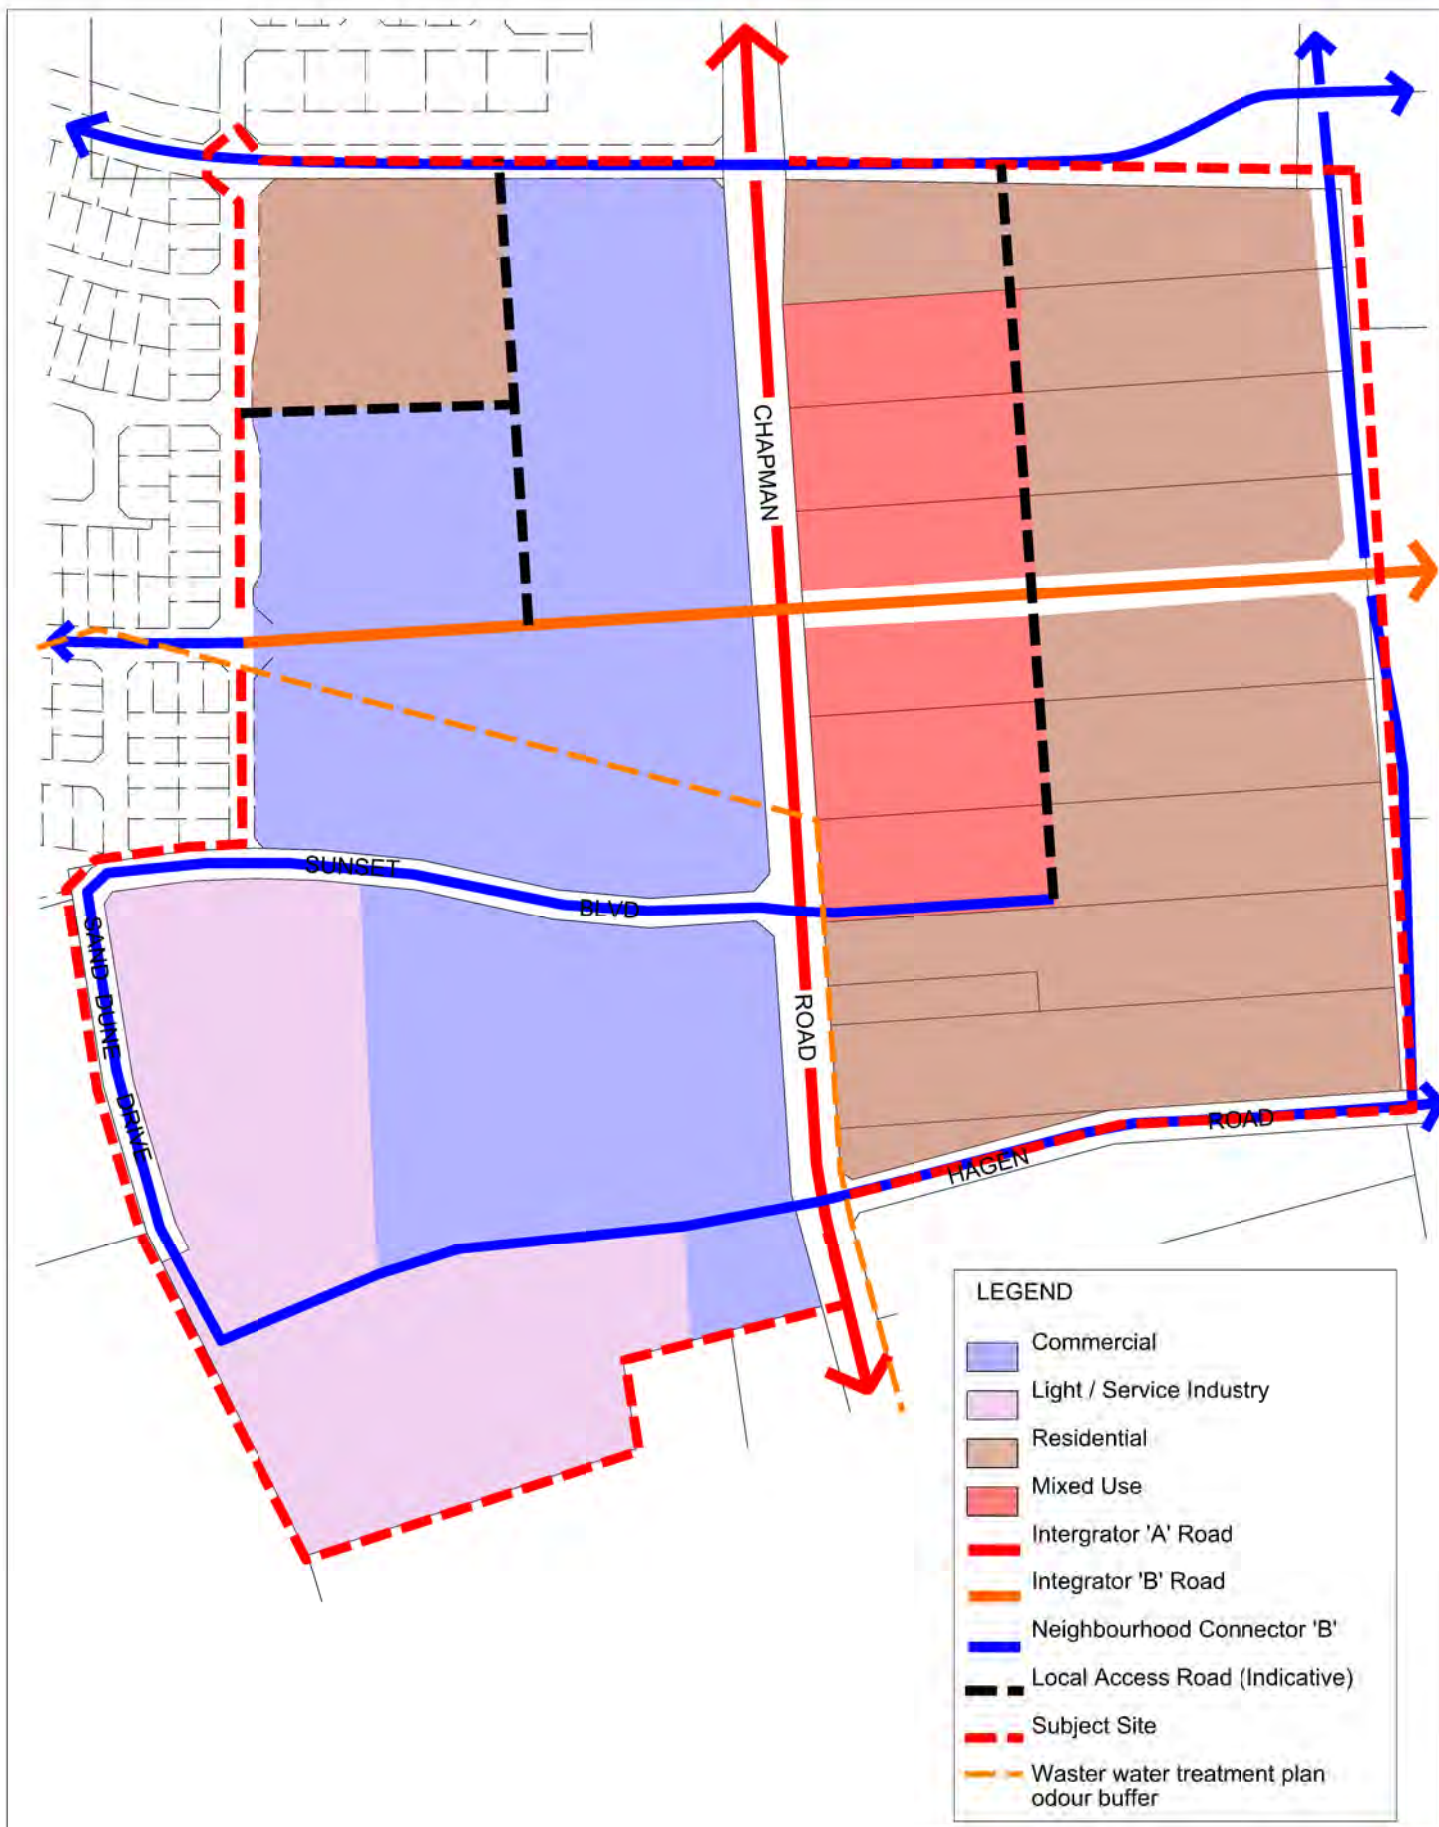 CHAPMAN
SUNSET
BLVD
SAND DUNE DRIVE
ROAD
HAGEN
ROAD
LEGEND
Commercial
Light / Service Industry
Residential
Mixed Use
Intergrator 'A' Road
Integrator 'B' Road
Neighbourhood Connector 'B'
Local Access Road (Indicative)
Subject Site
Waster water treatment plan
odour buffer